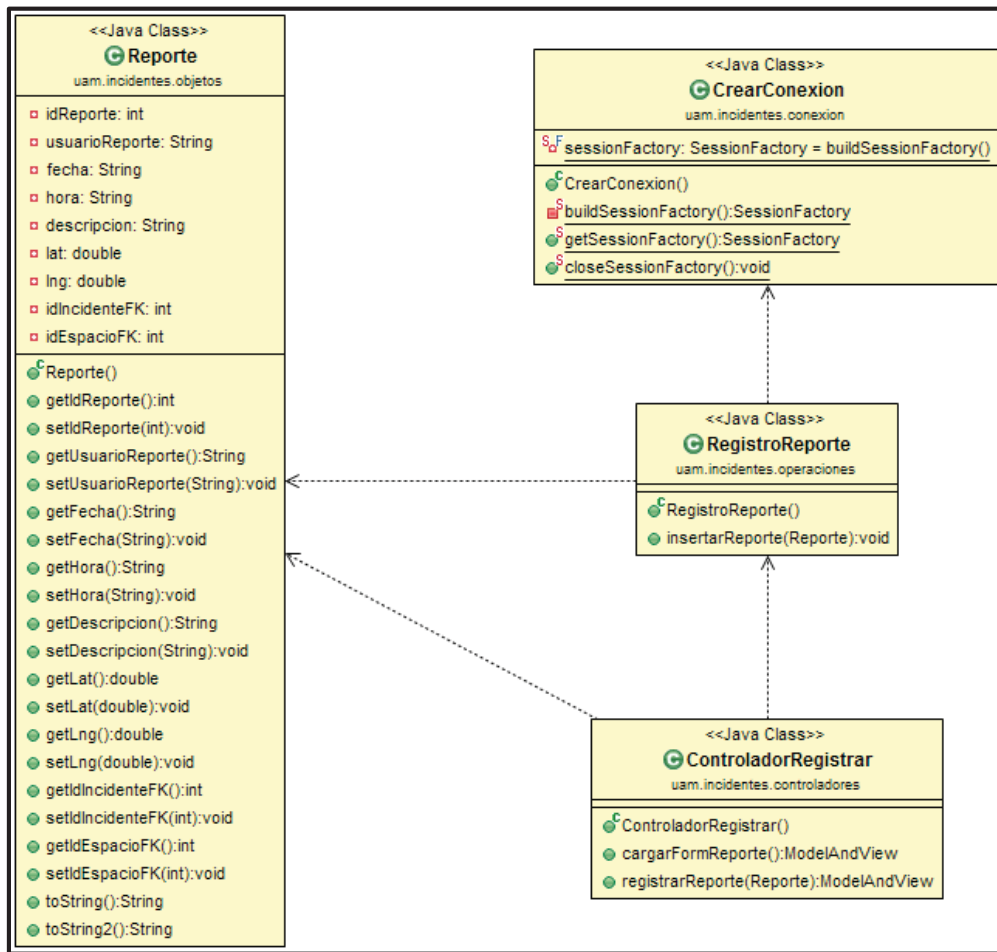 <<Java Class>>
Reporte
uam.incidentes.objetos
idReporte: int
usuarioReporte: String
fecha: String
hora: String
descripcion: String
lat: double
lng: double
idIncidenteFK: int
idEspacioFK: int
Reporte()
getIdReporte():int
setIdReporte(int):void
getUsuarioReporte():String
setUsuarioReporte(String):void
getFecha():String
setFecha(String):void
getHora():String
setHora(String):void
getDescripcion():String
setDescripcion(String):void
getLat():double
setLat(double):void
getLng():double
setLng(double):void
getIdIncidenteFK():int
setIdIncidenteFK(int):void
getIdEspacioFK():int
setIdEspacioFK(int):void
toString():String
toString2():String
<<Java Class>>
CrearConexion
uam.incidentes.conexion
sessionFactory: SessionFactory = buildSessionFactory()
CrearConexion()
buildSessionFactory():SessionFactory
getSessionFactory():SessionFactory
closeSessionFactory():void
<<Java Class>>
RegistroReporte
uam.incidentes.operaciones
RegistroReporte()
insertarReporte(Reporte):void
<<Java Class>>
ControladorRegistrar
uam.incidentes.controladores
ControladorRegistrar()
cargarFormReporte():ModelAndView
registrarReporte(Reporte):ModelAndView